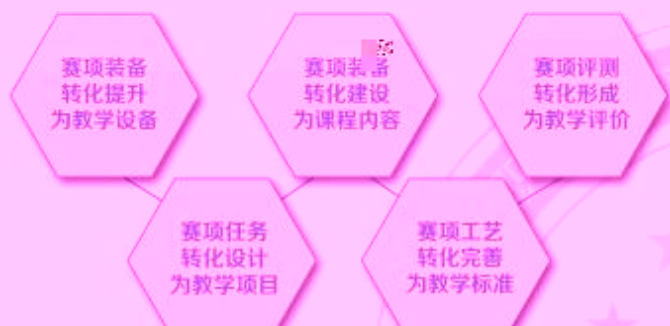 赛项装备
转化提升
为教学设备
赛项装备
转化建设
为课程内容
赛项评测
转化形成
为教学评价
赛项任务
转化设计
为教学项目
赛项工艺
转化完善
为教学标准